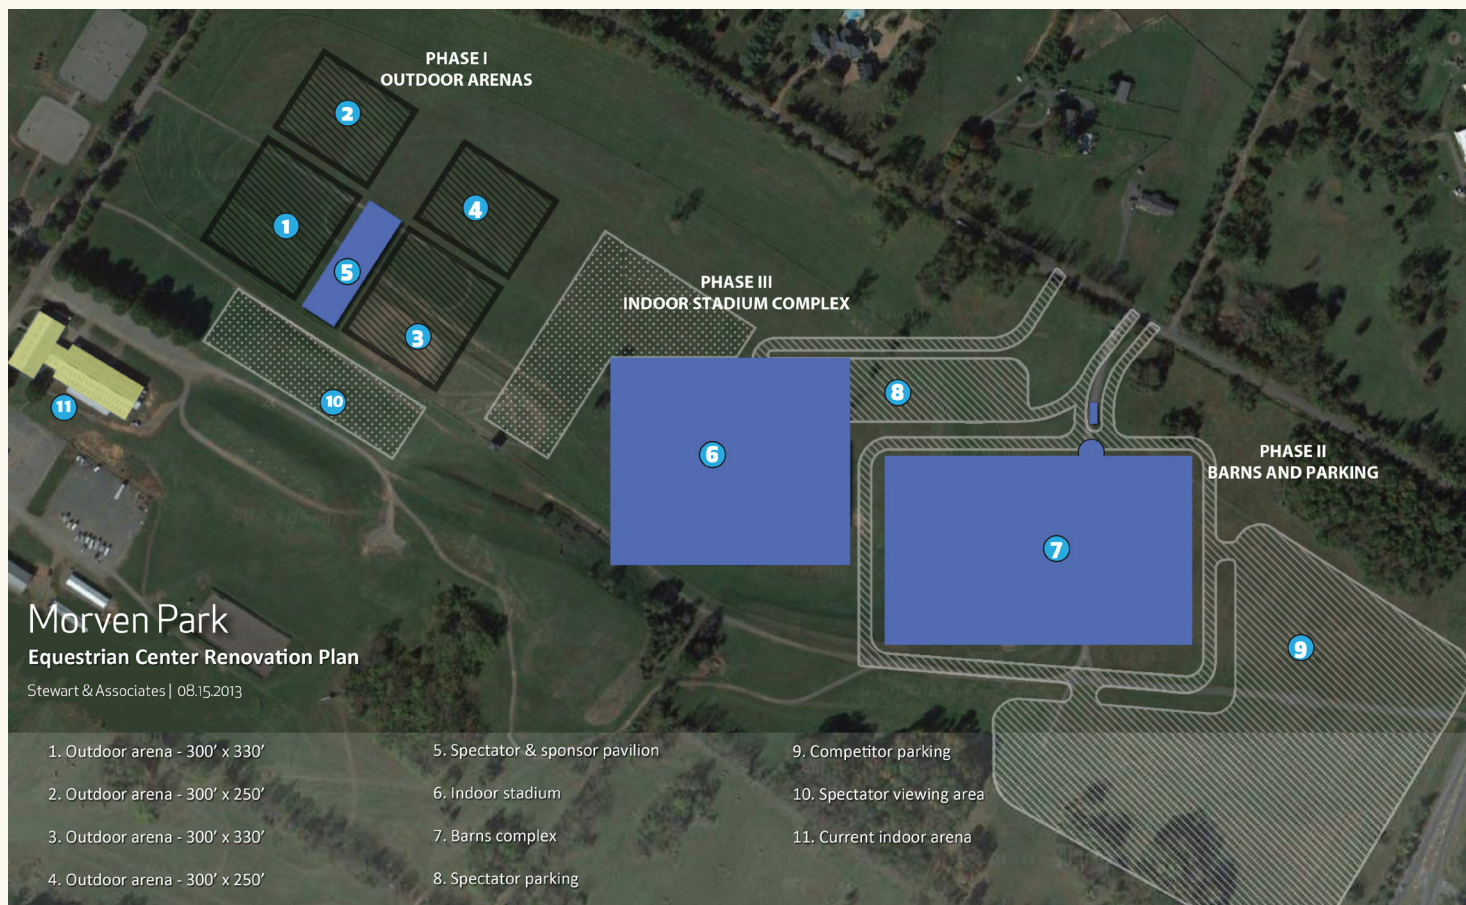 PHASE I
OUTDOOR ARENAS
2
4
1
5
3
PHASE III
INDOOR STADIUM COMPLEX
10
11
8
6
PHASE II
BARNS AND PARKING
7
9
Morven Park
Equestrian Center Renovation Plan
Stewart & Associates | 08.15.2013
1. Outdoor arena - 300’ x 330’
2. Outdoor arena - 300’ x 250’
3. Outdoor arena - 300’ x 330’
4. Outdoor arena - 300’ x 250’
5. Spectator & sponsor pavilion
6. Indoor stadium
7. Barns complex
8. Spectator parking
9. Competitor parking
10. Spectator viewing area
11. Current indoor arena